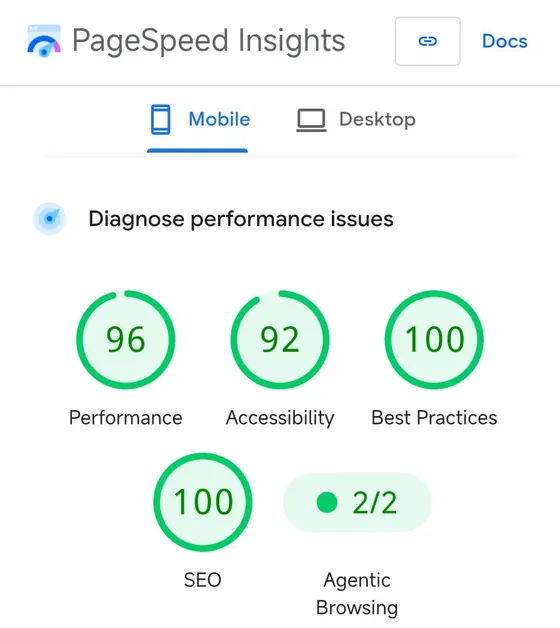 PageSpeed Insights
Docs
Mobile
Desktop
Diagnose performance issues
96
92
100
Performance
Accessibility
Best Practices
100
2/2
SEO
Agentic
Browsing